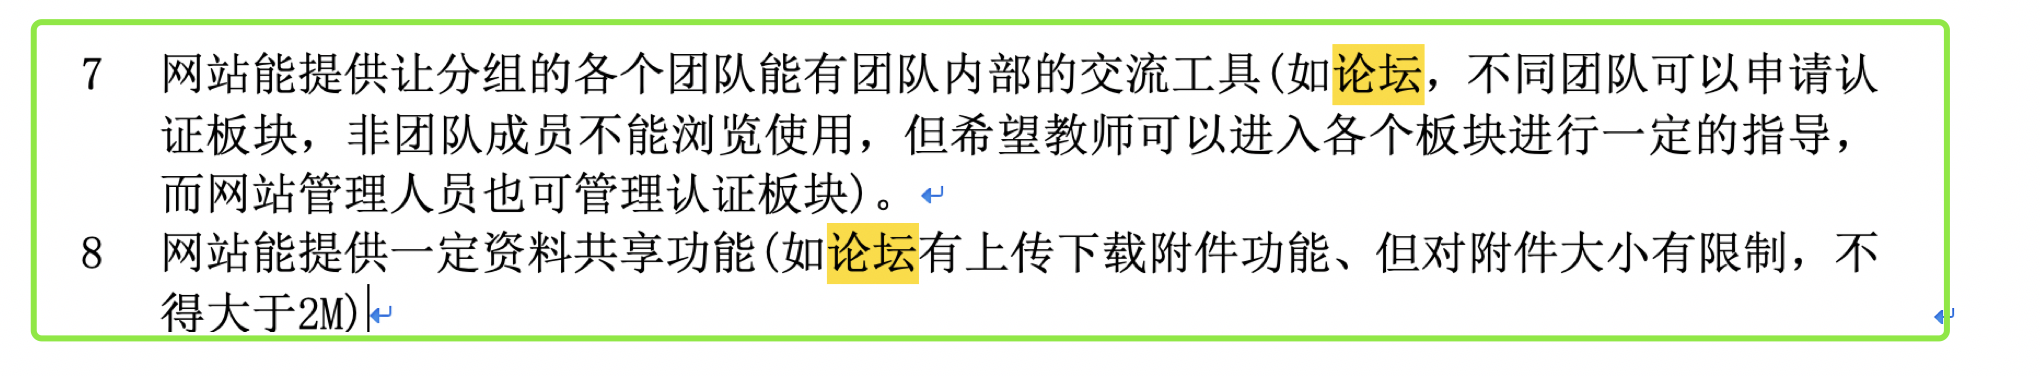 7 网站能提供让分组的各个团队能有团队内部的交流工具(如论坛，不同团队可以申请认
证板块，非团队成员不能浏览使用，但希望教师可以进入各个板块进行一定的指导，
而网站管理人员也可管理认证板块)。
8 网站能提供一定资料共享功能(如论坛有上传下载附件功能、但对附件大小有限制，不
得大于2M)